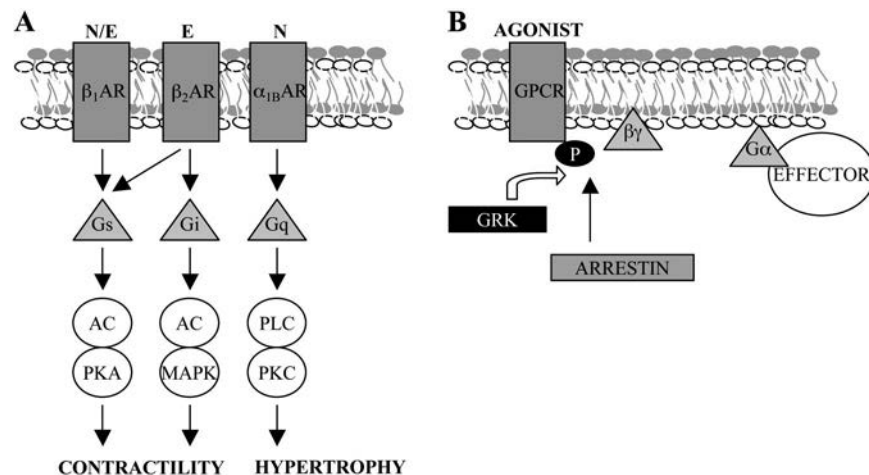 A
N/E E N
β₁AR β₂AR α₁BAR
Gs Gi Gq
AC AC PLC
PKA MAPK PKC
CONTRACTILITY HYPERTROPHY
B
AGONIST
GPCR
βγ
P
Gα
EFFECTOR
GRK
ARRESTIN